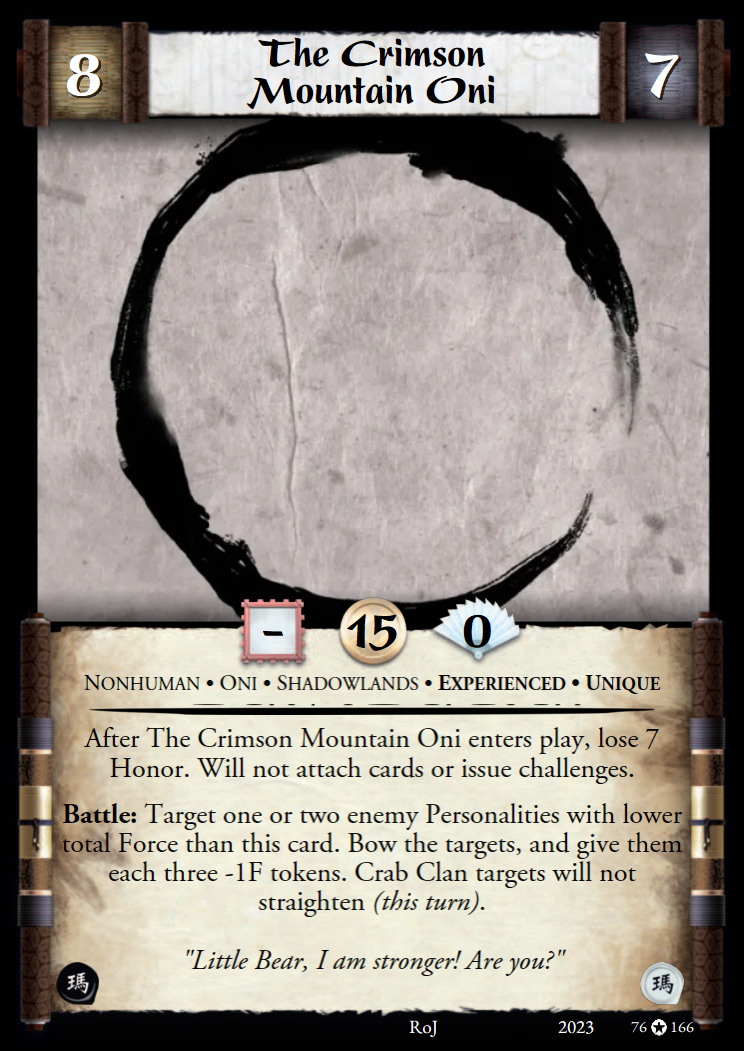 8
The Crimson
Mountain Oni
7
-
15
0
NONHUMAN • ONI • SHADOWLANDS • EXPERIENCED • UNIQUE
After The Crimson Mountain Oni enters play, lose 7
Honor. Will not attach cards or issue challenges.
Battle: Target one or two enemy Personalities with lower
total Force than this card. Bow the targets, and give them
each three -1F tokens. Crab Clan targets will not
straighten (this turn).
"Little Bear, I am stronger! Are you?"
瑪
瑪
RoJ
2023
76 ✪ 166